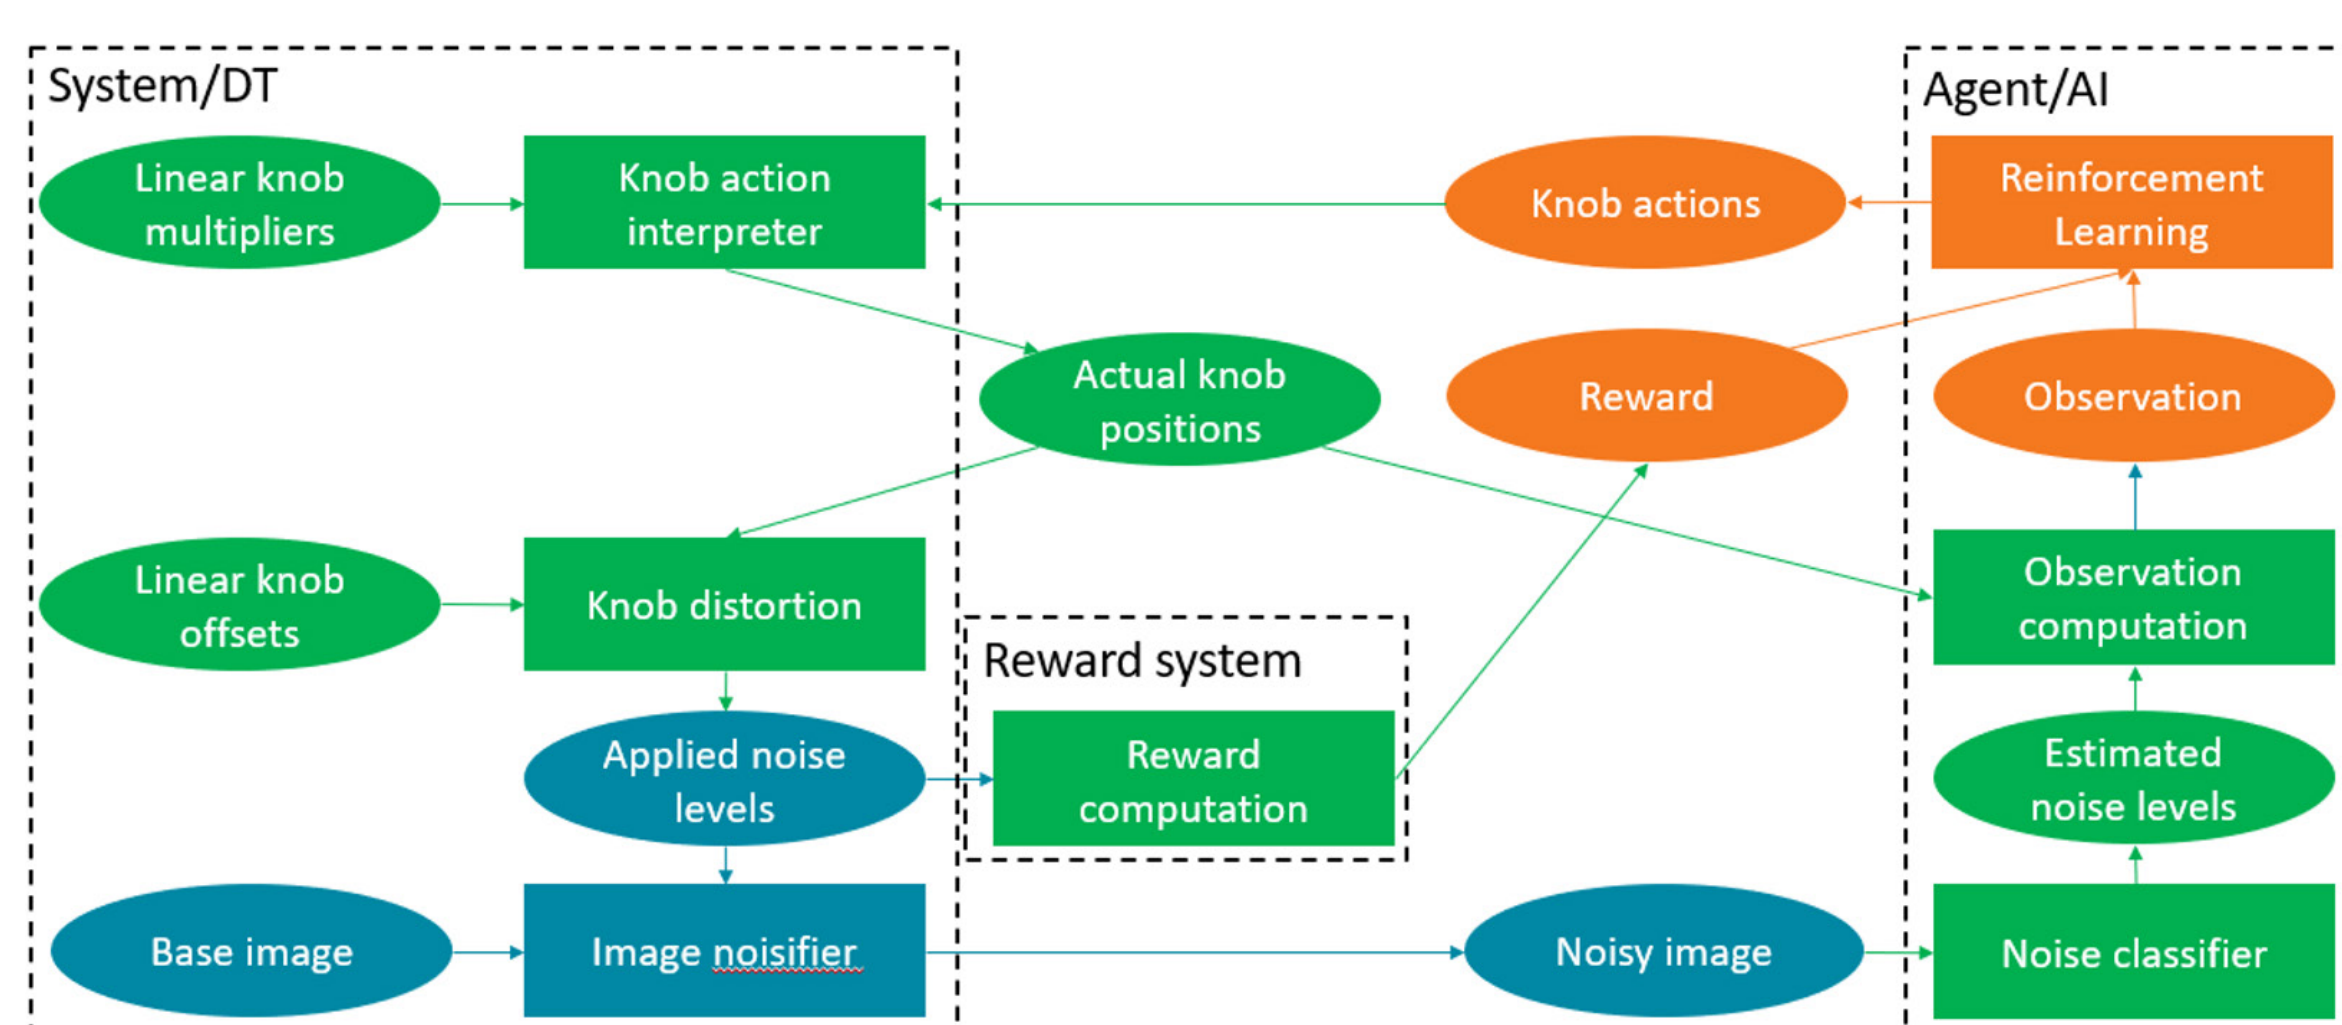 System/DT
Agent/AI
Linear knob
multipliers
Knob action
interpreter
Knob actions
Reinforcement
Learning
Actual knob
positions
Reward
Observation
Linear knob
offsets
Knob distortion
Observation
computation
Reward system
Applied noise
levels
Reward
computation
Estimated
noise levels
Base image
Image noisifier
Noisy image
Noise classifier